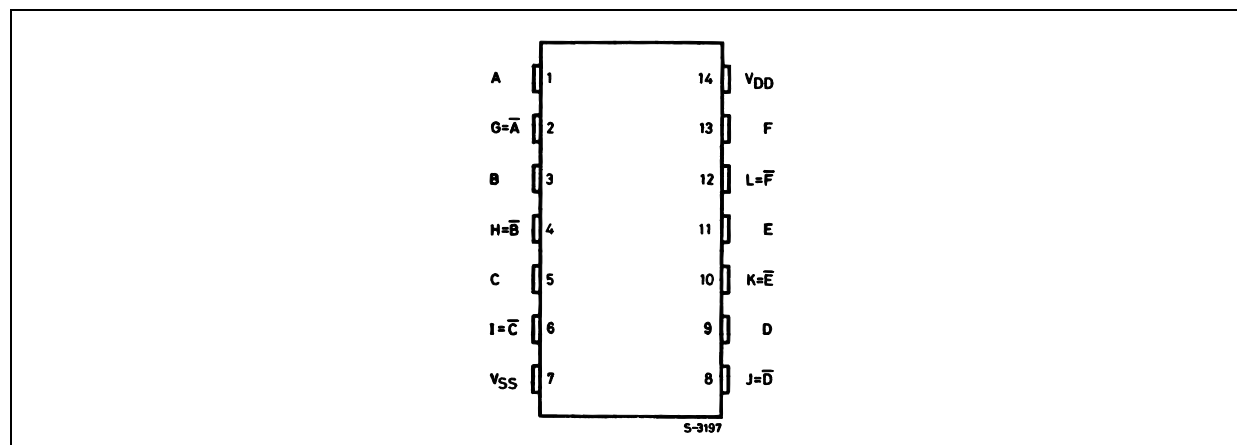 A 1 14 VDD
G=A̅ 2 13 F
B 3 12 L=F̅
H=B̅ 4 11 E
C 5 10 K=E̅
I=C̅ 6 9 D
VSS 7 8 J=D̅
S-3197